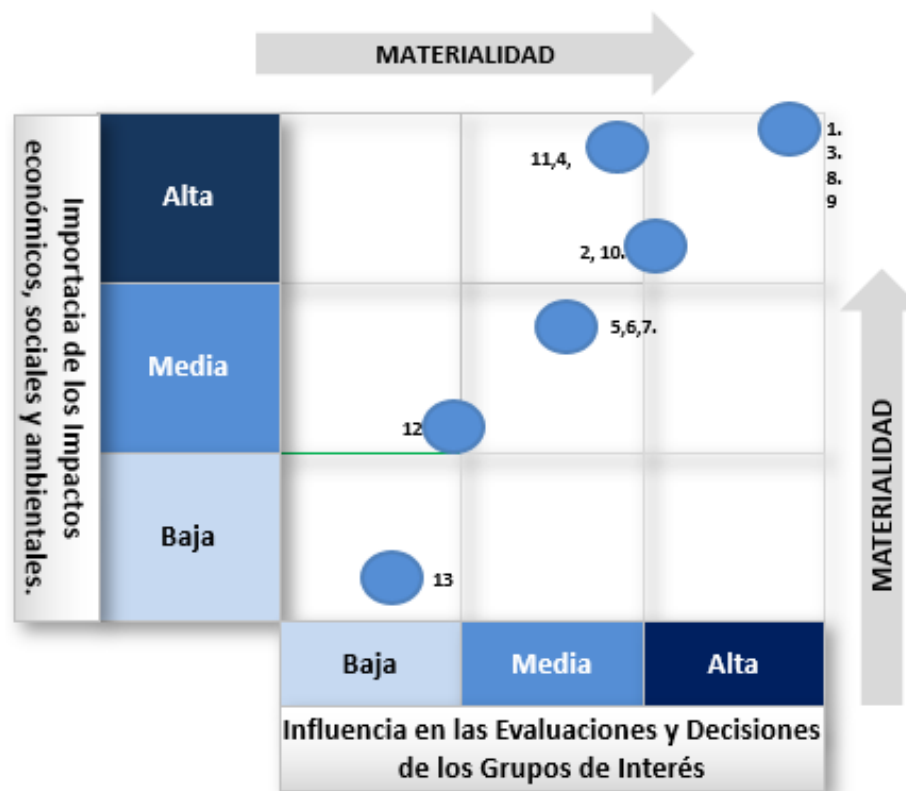 MATERIALIDAD
Importacia de los Impactos
económicos, sociales y ambientales.
Alta
Media
Baja
11,4,
1.
3.
8.
9
2, 10.
5,6,7.
12
13
MATERIALIDAD
Baja
Media
Alta
Influencia en las Evaluaciones y Decisiones
de los Grupos de Interés